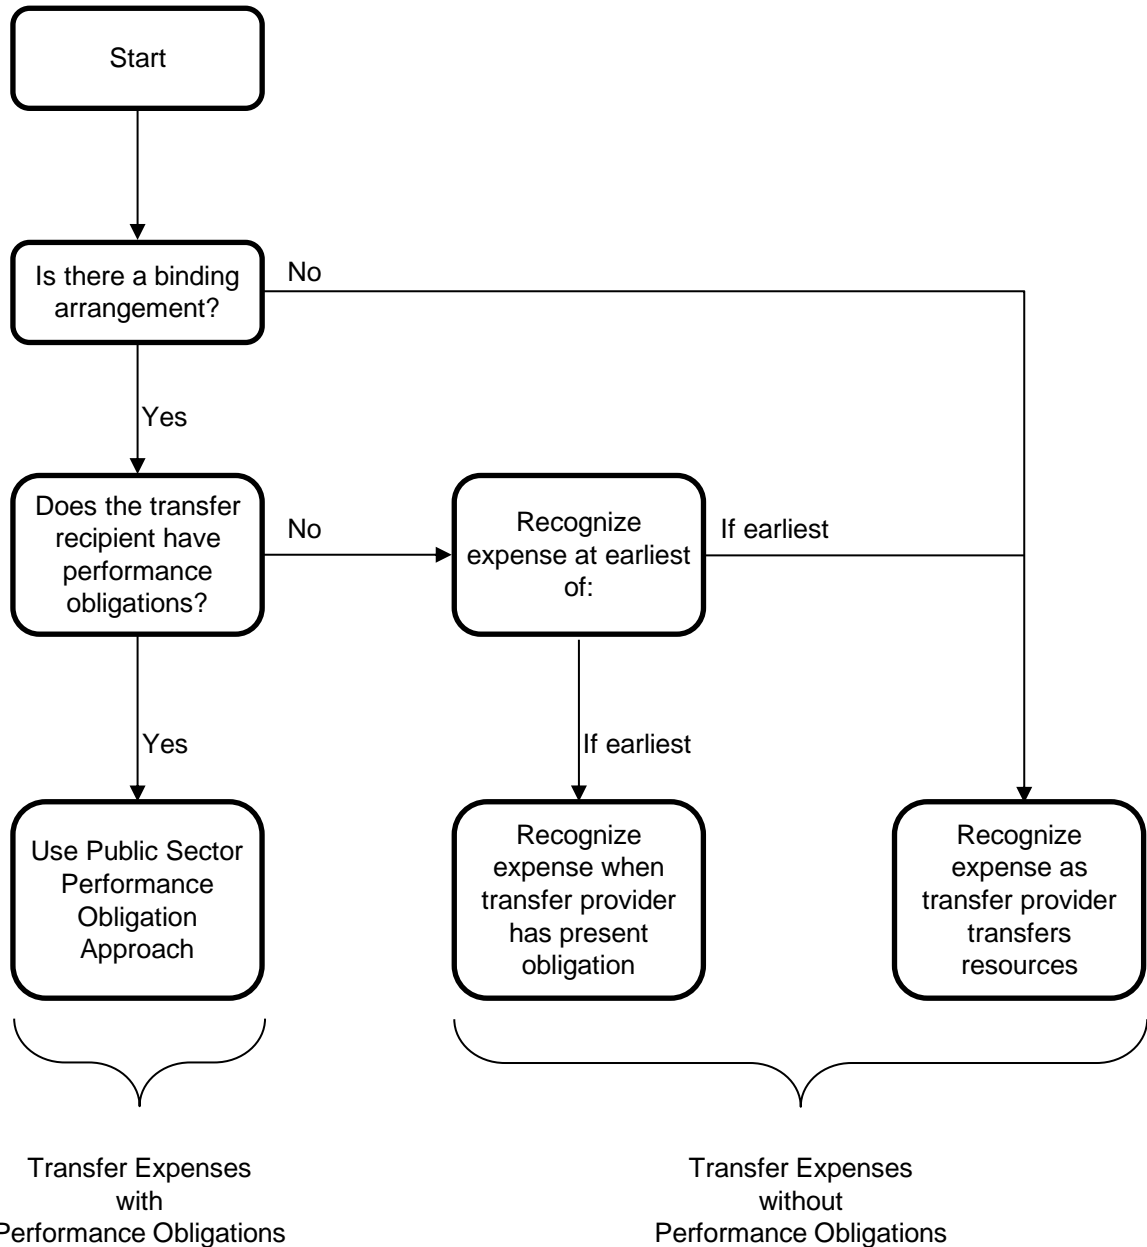 Start
Is there a binding
arrangement?
No
Yes
Does the transfer
recipient have
performance
obligations?
No
Recognize
expense at earliest
of:
If earliest
Yes
If earliest
Use Public Sector
Performance
Obligation
Approach
Recognize
expense when
transfer provider
has present
obligation
Recognize
expense as
transfer provider
transfers
resources
Transfer Expenses
with
Performance Obligations
Transfer Expenses
without
Performance Obligations